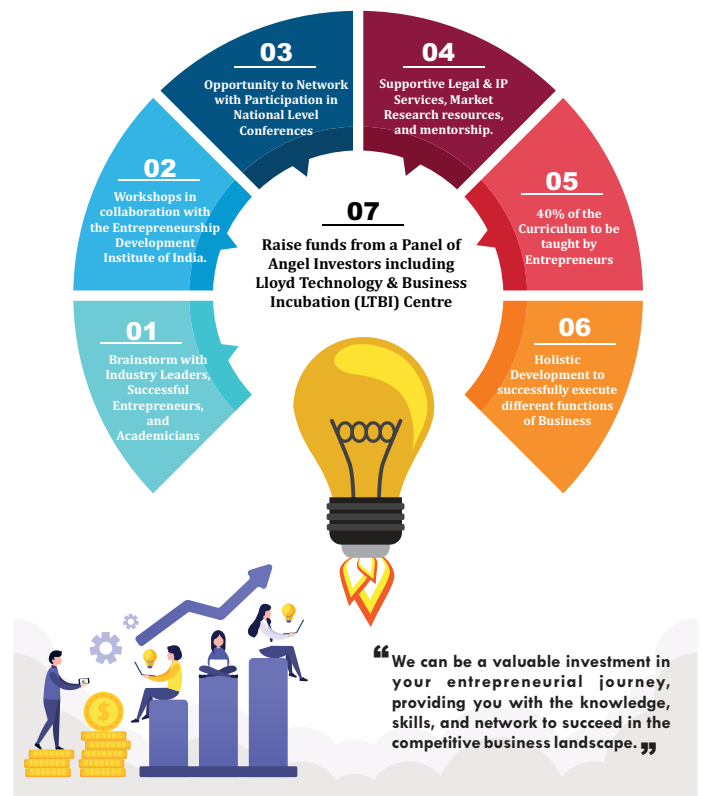 01
Brainstorm with
Industry Leaders,
Successful
Entrepreneurs,
and
Academicians
02
Workshops in
collaboration with
the Entrepreneurship
Development
Institute of India.
03
Opportunity to Network
with Participation in
National Level
Conferences
04
Supportive Legal & IP
Services, Market
Research resources,
and mentorship.
05
40% of the
Curriculum to be
taught by
Entrepreneurs
06
Holistic
Development to
successfully execute
different functions
of Business
07
Raise funds from a Panel of
Angel Investors including
Lloyd Technology & Business
Incubation (LTBI) Centre
$
“We can be a valuable investment in
your entrepreneurial journey,
providing you with the knowledge,
skills, and network to succeed in the
competitive business landscape.”